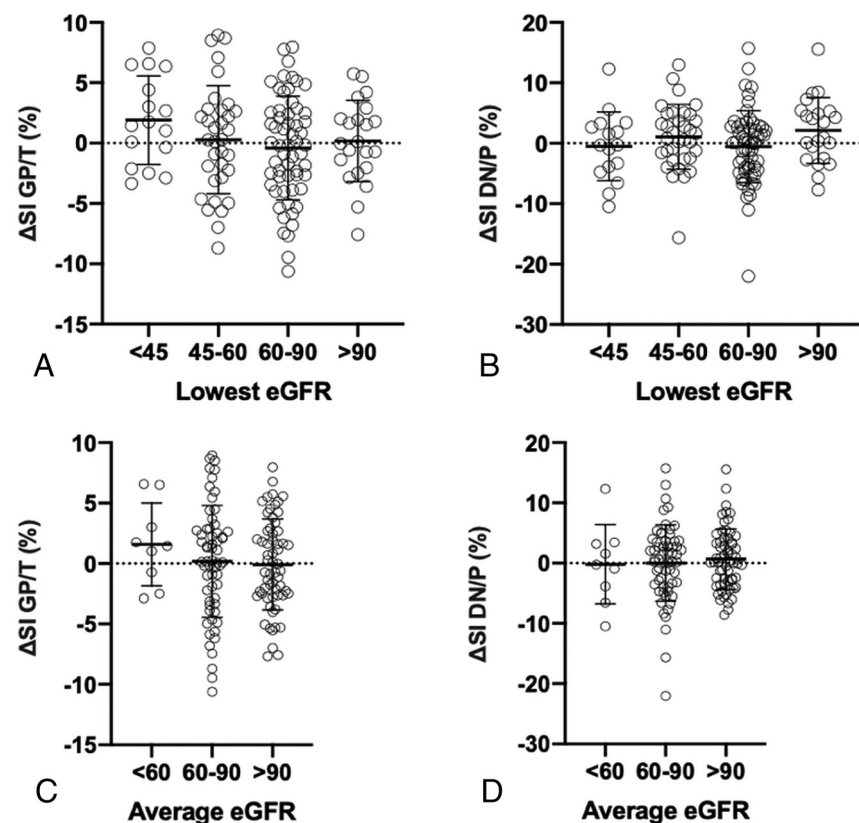 10
5
0
-5
-10
-15
ΔSI GP/T (%)
<45 45-60 60-90 >90
Lowest eGFR
A
20
10
0
-10
-20
-30
ΔSI DN/P (%)
<45 45-60 60-90 >90
Lowest eGFR
B
10
5
0
-5
-10
-15
ΔSI GP/T (%)
<60 60-90 >90
Average eGFR
C
20
10
0
-10
-20
-30
ΔSI DN/P (%)
<60 60-90 >90
Average eGFR
D